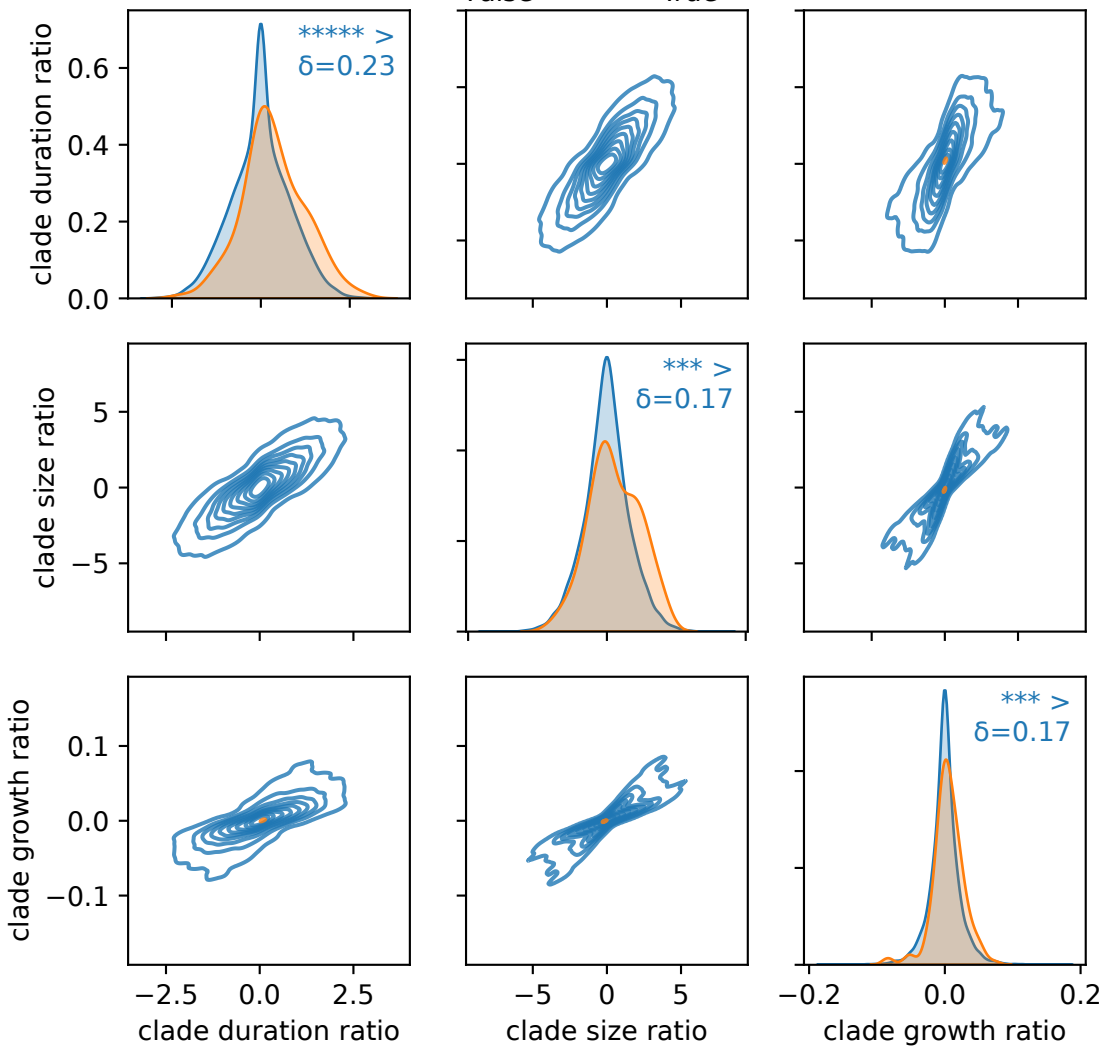 ***** >
δ=0.23
clade duration ratio
0.6
0.4
0.2
0.0
*** >
δ=0.17
clade size ratio
5
0
−5
*** >
δ=0.17
clade growth ratio
0.1
0.0
−0.1
−2.5 0.0 2.5
−5 0 5
−0.2 0.0 0.2
clade duration ratio
clade size ratio
clade growth ratio